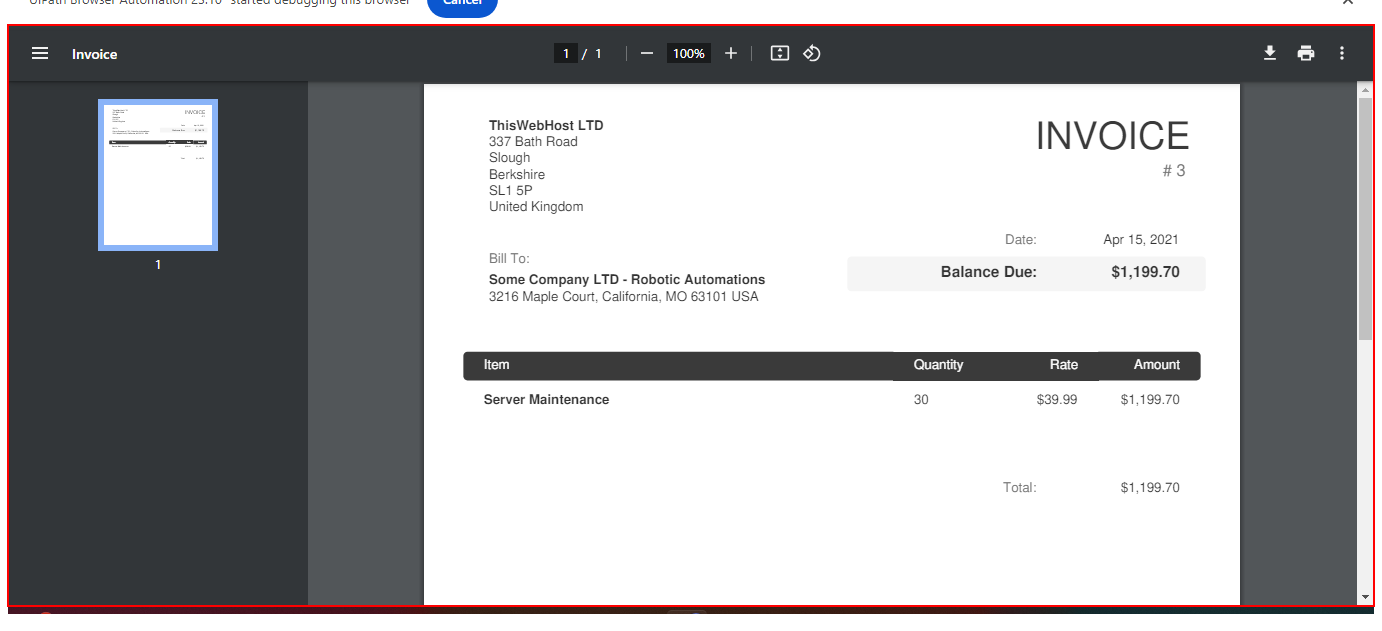 UiPath Browser Automation 23.10" started debugging this browser
Cancel
Invoice
1 / 1
100%
1
ThisWebHost LTD
337 Bath Road
Slough
Berkshire
SL1 5P
United Kingdom
INVOICE
# 3
Date: Apr 15, 2021
Balance Due: $1,199.70
Bill To:
Some Company LTD - Robotic Automations
3216 Maple Court, California, MO 63101 USA
Item Quantity Rate Amount
Server Maintenance 30 $39.99 $1,199.70
Total: $1,199.70